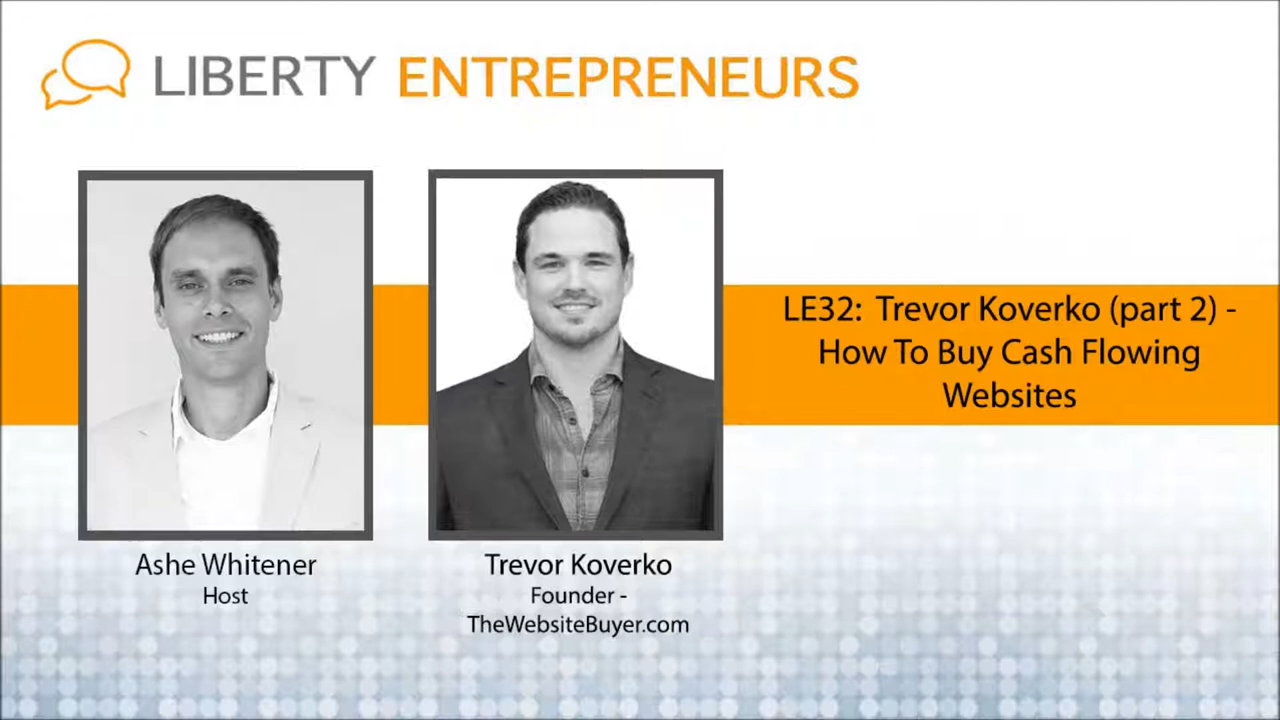 LIBERTY ENTREPRENEURS
LE32: Trevor Koverko (part 2) -
How To Buy Cash Flowing
Websites
Ashe Whitener
Host
Trevor Koverko
Founder -
TheWebsiteBuyer.com